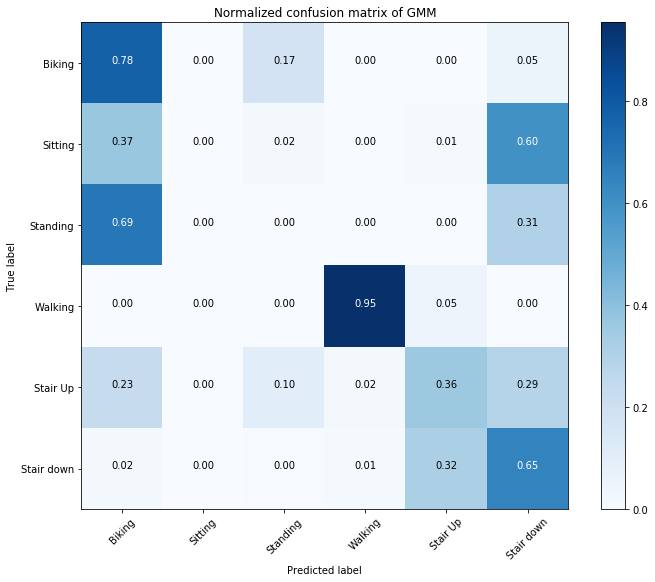 Normalized confusion matrix of GMM
Biking 0.78 0.00 0.17 0.00 0.00 0.05
Sitting 0.37 0.00 0.02 0.00 0.01 0.60
Standing 0.69 0.00 0.00 0.00 0.00 0.31
Walking 0.00 0.00 0.00 0.95 0.05 0.00
Stair Up 0.23 0.00 0.10 0.02 0.36 0.29
Stair down 0.02 0.00 0.00 0.01 0.32 0.65
Biking Sitting Standing Walking Stair Up Stair down
Predicted label
True label
0.8
0.6
0.4
0.2
0.0